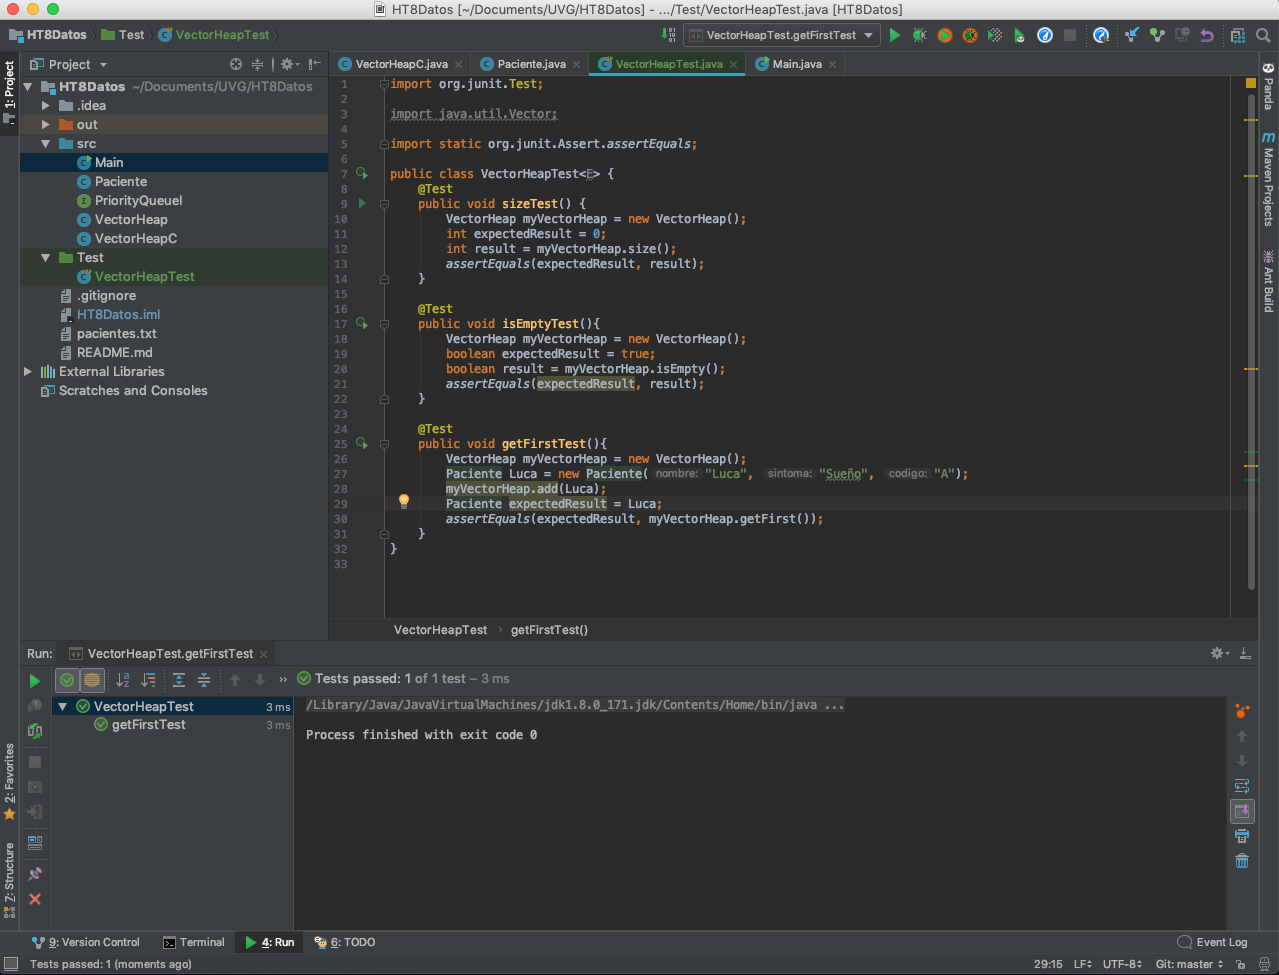 HT8Datos [~/Documents/UVG/HT8Datos] - .../Test/VectorHeapTest.java [HT8Datos]
HT8Datos Test VectorHeapTest VectorHeapTest.getFirstTest
1: Project
Project
VectorHeapC.java Paciente.java VectorHeapTest.java Main.java
HT8Datos ~/Documents/UVG/HT8Datos
.idea
out
src
Main
Paciente
PriorityQueueI
VectorHeap
VectorHeapC
Test
VectorHeapTest
.gitignore
HT8Datos.iml
pacientes.txt
README.md
External Libraries
Scratches and Consoles
1 import org.junit.Test;
2
3 import java.util.Vector;
4
5 import static org.junit.Assert.assertEquals;
6
7 public class VectorHeapTest<E> {
8 @Test
9 public void sizeTest() {
10 VectorHeap myVectorHeap = new VectorHeap();
11 int expectedResult = 0;
12 int result = myVectorHeap.size();
13 assertEquals(expectedResult, result);
14 }
15
16 @Test
17 public void isEmptyTest(){
18 VectorHeap myVectorHeap = new VectorHeap();
19 boolean expectedResult = true;
20 boolean result = myVectorHeap.isEmpty();
21 assertEquals(expectedResult, result);
22 }
23
24 @Test
25 public void getFirstTest(){
26 VectorHeap myVectorHeap = new VectorHeap();
27 Paciente Luca = new Paciente( nombre: "Luca", sintoma: "Sueño", codigo: "A");
28 myVectorHeap.add(Luca);
29 Paciente expectedResult = Luca;
30 assertEquals(expectedResult, myVectorHeap.getFirst());
31 }
32 }
33
VectorHeapTest getFirstTest()
Panda
m Maven Projects
Ant Build
Run: VectorHeapTest.getFirstTest
Tests passed: 1 of 1 test – 3 ms
VectorHeapTest 3 ms
getFirstTest 3 ms
/Library/Java/JavaVirtualMachines/jdk1.8.0_171.jdk/Contents/Home/bin/java ...
Process finished with exit code 0
2: Favorites
7: Structure
9: Version Control Terminal 4: Run 6: TODO Event Log
Tests passed: 1 (moments ago) 29:15 LF UTF-8 Git: master